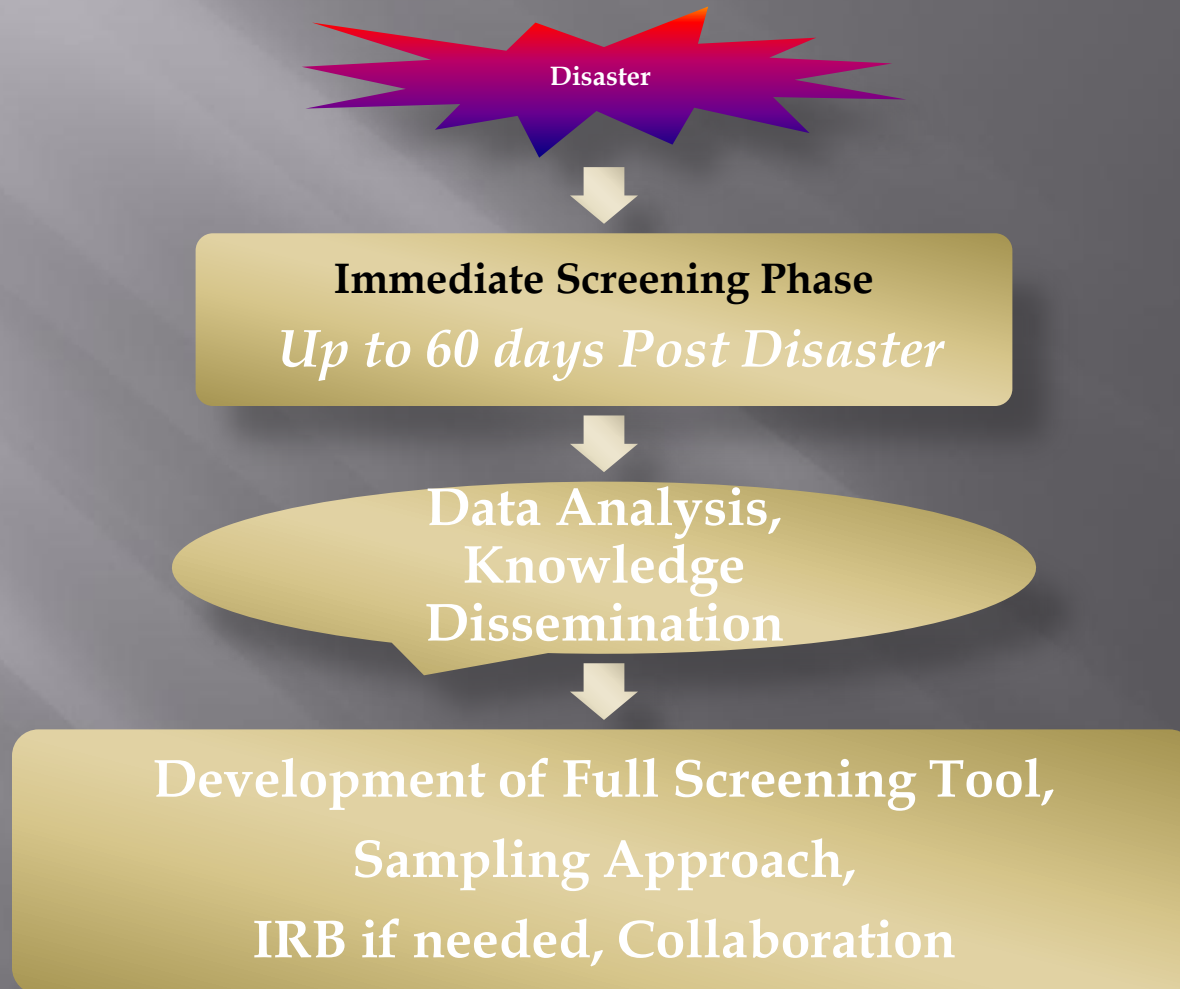 Disaster
Immediate Screening Phase
Up to 60 days Post Disaster
Data Analysis,
Knowledge
Dissemination
Development of Full Screening Tool,
Sampling Approach,
IRB if needed, Collaboration